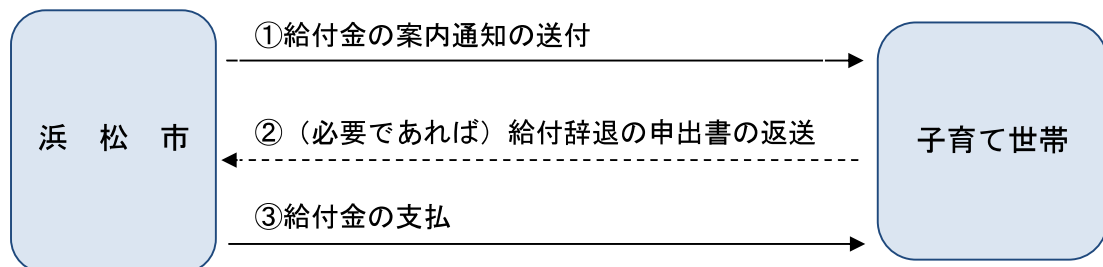 ①給付金の案内通知の送付
浜　松　市
②（必要であれば）給付辞退の申出書の返送
子育て世帯
③給付金の支払